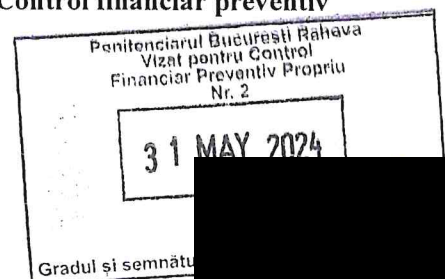 Control financiar preventiv
Penitenciarul București Rahova
Vizat pentru Control
Financiar Preventiv Propriu
Nr. 2
31 MAY 2024
Gradul și semnătu